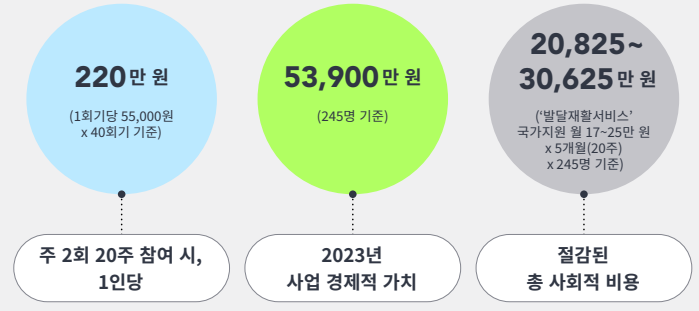 220만 원
(1회기당 55,000원
x 40회기 기준)
주 2회 20주 참여 시,
1인당
53,900만 원
(245명 기준)
2023년
사업 경제적 가치
20,825~
30,625만 원
(‘발달재활서비스’
국가지원 월 17~25만 원
x 5개월(20주)
x 245명 기준)
절감된
총 사회적 비용